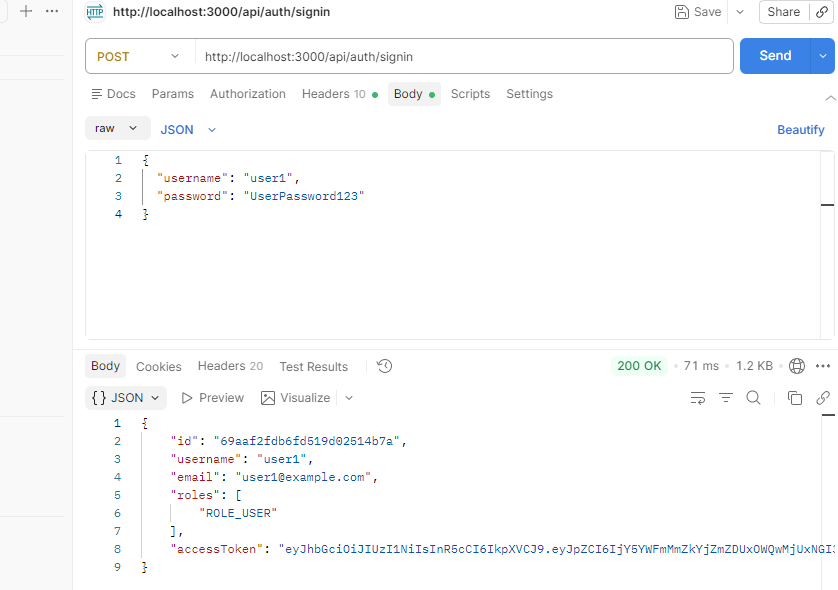 HTTP http://localhost:3000/api/auth/signin Save Share
POST http://localhost:3000/api/auth/signin Send
Docs Params Authorization Headers 10 Body Scripts Settings
raw JSON Beautify
1 {
2 "username": "user1",
3 "password": "UserPassword123"
4 }
Body Cookies Headers 20 Test Results 200 OK 71 ms 1.2 KB
{} JSON Preview Visualize
1 {
2 "id": "69aaf2fdb6fd519d02514b7a",
3 "username": "user1",
4 "email": "user1@example.com",
5 "roles": [
6 "ROLE_USER"
7 ],
8 "accessToken": "eyJhbGciOiJIUzI1NiIsInR5cCI6IkpXVCJ9.eyJpZCI6IjY5YWFmMmZkYjZmZDUxOWQwMjUxNGI3
9 }